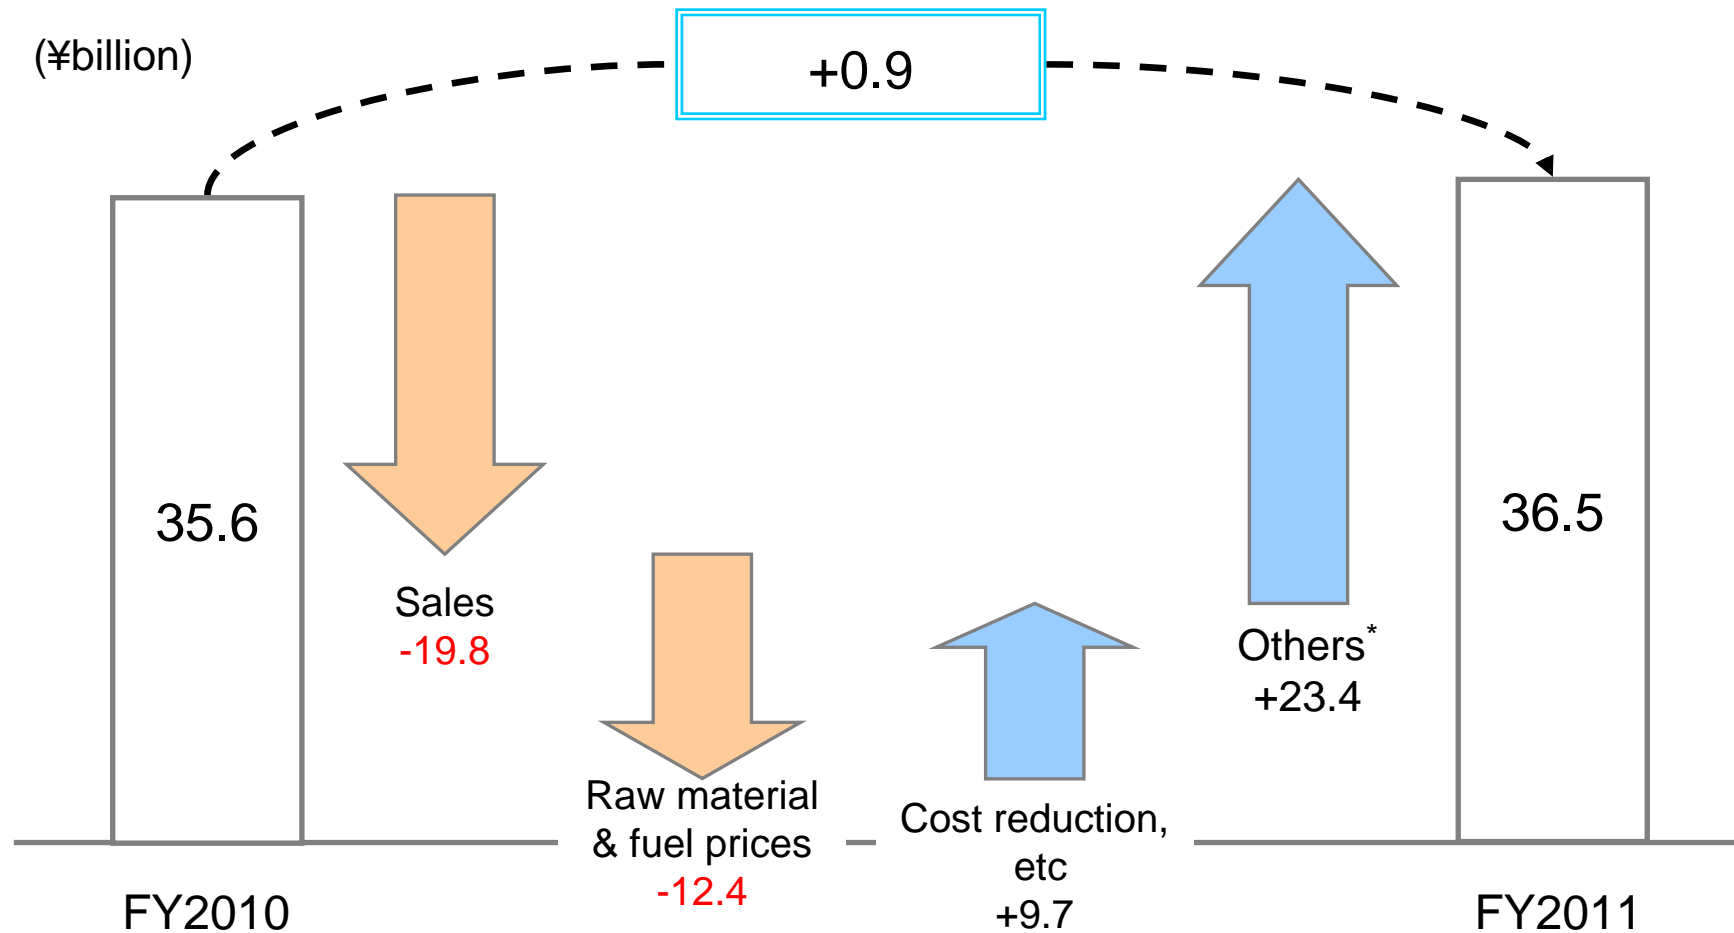 (¥billion)
+0.9
35.6
Sales
-19.8
Raw material
& fuel prices
-12.4
Cost reduction,
etc
+9.7
Others*
+23.4
36.5
FY2010
FY2011